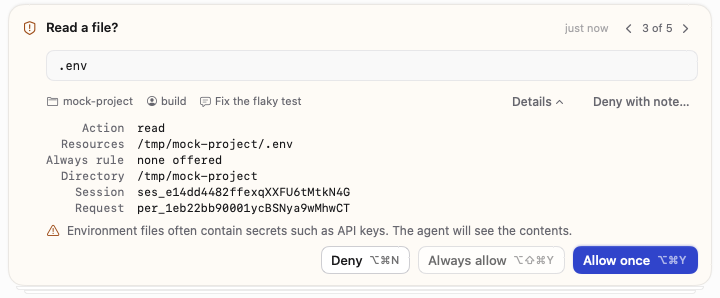 Read a file? just now 3 of 5
.env
mock-project build Fix the flaky test Details Deny with note...
Action read
Resources /tmp/mock-project/.env
Always rule none offered
Directory /tmp/mock-project
Session ses_e14dd4482ffexqXXFU6tMtkN4G
Request per_1eb22bb90001ycBSNya9wMhwCT
Environment files often contain secrets such as API keys. The agent will see the contents.
Deny ⌥⌘N Always allow ⌥⇧⌘Y Allow once ⌥⌘Y